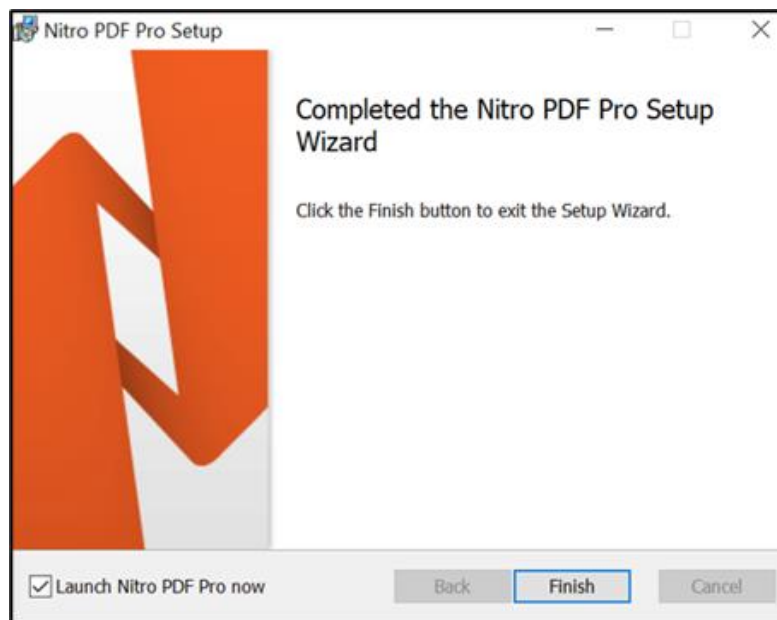 Nitro PDF Pro Setup
Completed the Nitro PDF Pro Setup
Wizard
Click the Finish button to exit the Setup Wizard.
Launch Nitro PDF Pro now
Back
Finish
Cancel